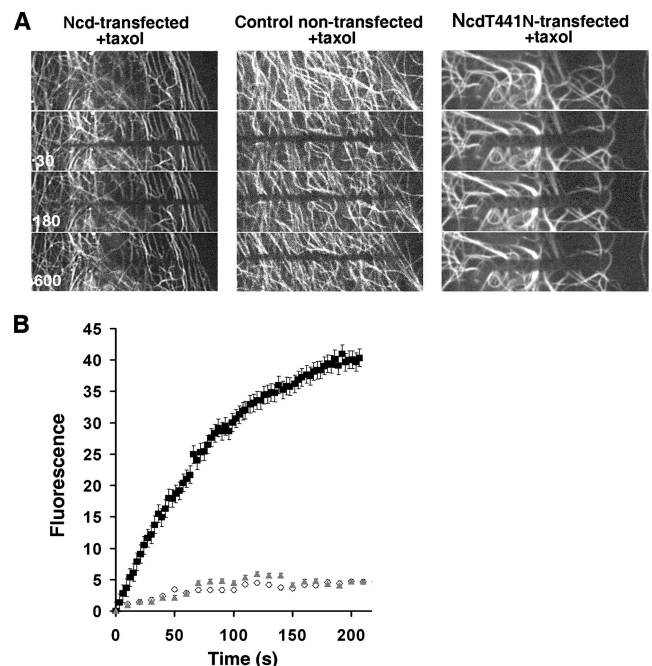 A
Ncd-transfected
+taxol
Control non-transfected
+taxol
NcdT441N-transfected
+taxol
-
-30
-180
-600
B
Fluorescence
45
40
35
30
25
20
15
10
5
0
0
50
100
150
200
Time (s)